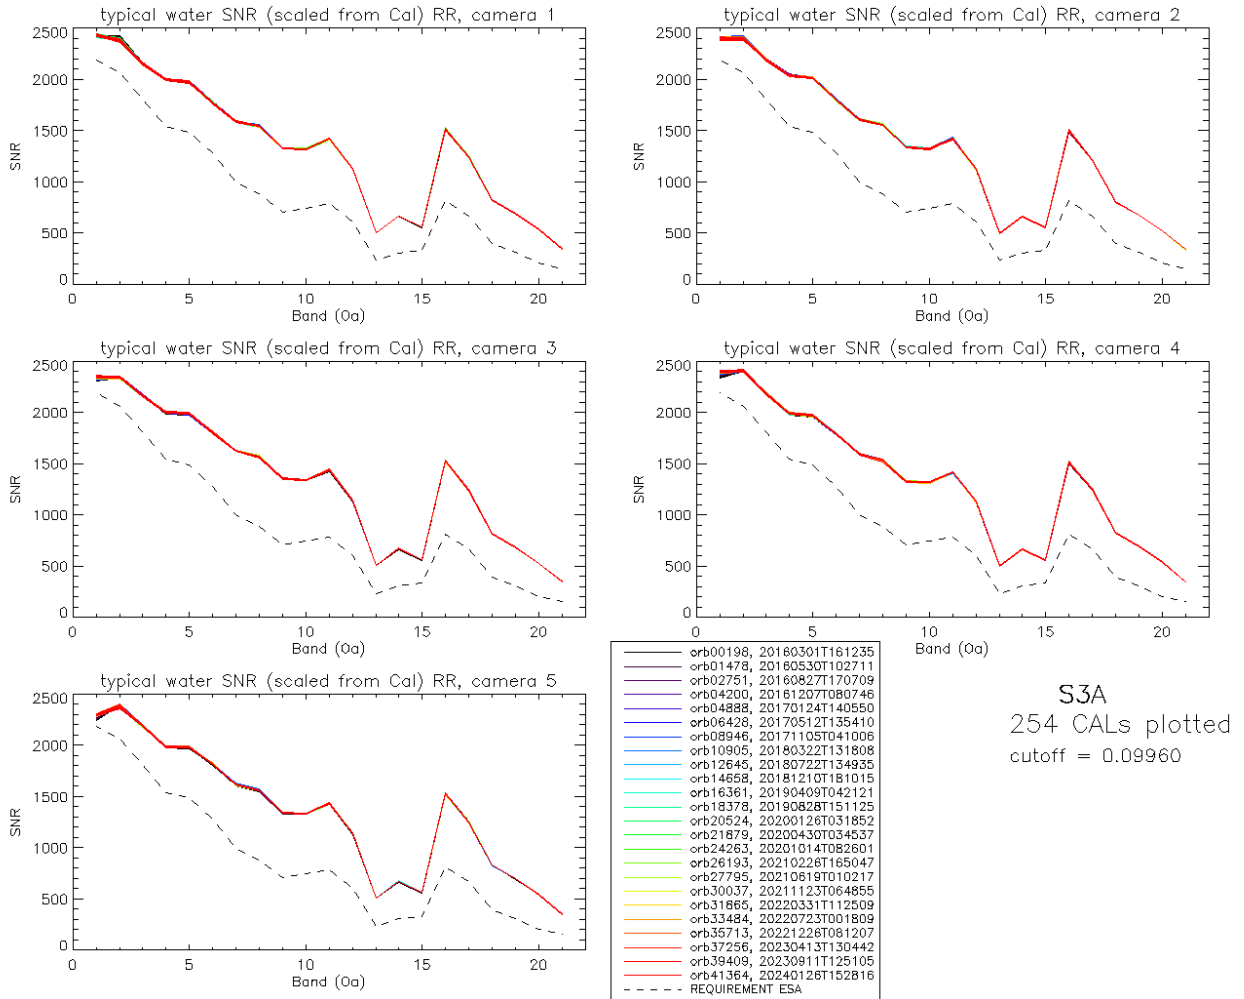 typical water SNR (scaled from Cal) RR, camera 1
2500
2000
1500
1000
500
0
SNR
0 5 10 15 20
Band (Oa)
typical water SNR (scaled from Cal) RR, camera 2
2500
2000
1500
1000
500
0
SNR
0 5 10 15 20
Band (Oa)
typical water SNR (scaled from Cal) RR, camera 3
2500
2000
1500
1000
500
0
SNR
0 5 10 15 20
Band (Oa)
typical water SNR (scaled from Cal) RR, camera 4
2500
2000
1500
1000
500
0
SNR
0 5 10 15 20
Band (Oa)
typical water SNR (scaled from Cal) RR, camera 5
2500
2000
1500
1000
500
0
SNR
0 5 10 15 20
Band (Oa)
orb00198, 20160301T161235
orb01478, 20160530T102711
orb02751, 20160827T170709
orb04200, 20161207T080746
orb04888, 20170124T140550
orb06428, 20170512T135410
orb08946, 20171105T041006
orb10905, 20180322T131808
orb12645, 20180722T134935
orb14658, 20181210T181015
orb16361, 20190409T042121
orb18378, 20190828T151125
orb20524, 20200126T031852
orb21879, 20200430T034537
orb24263, 20201014T082601
orb26193, 20210226T165047
orb27795, 20210619T010217
orb30037, 20211123T064855
orb31865, 20220331T112509
orb33484, 20220723T001809
orb35713, 20221226T081207
orb37256, 20230413T130442
orb39409, 20230911T125105
orb41364, 20240126T152816
REQUIREMENT ESA
S3A
254 CALs plotted
cutoff = 0.09960